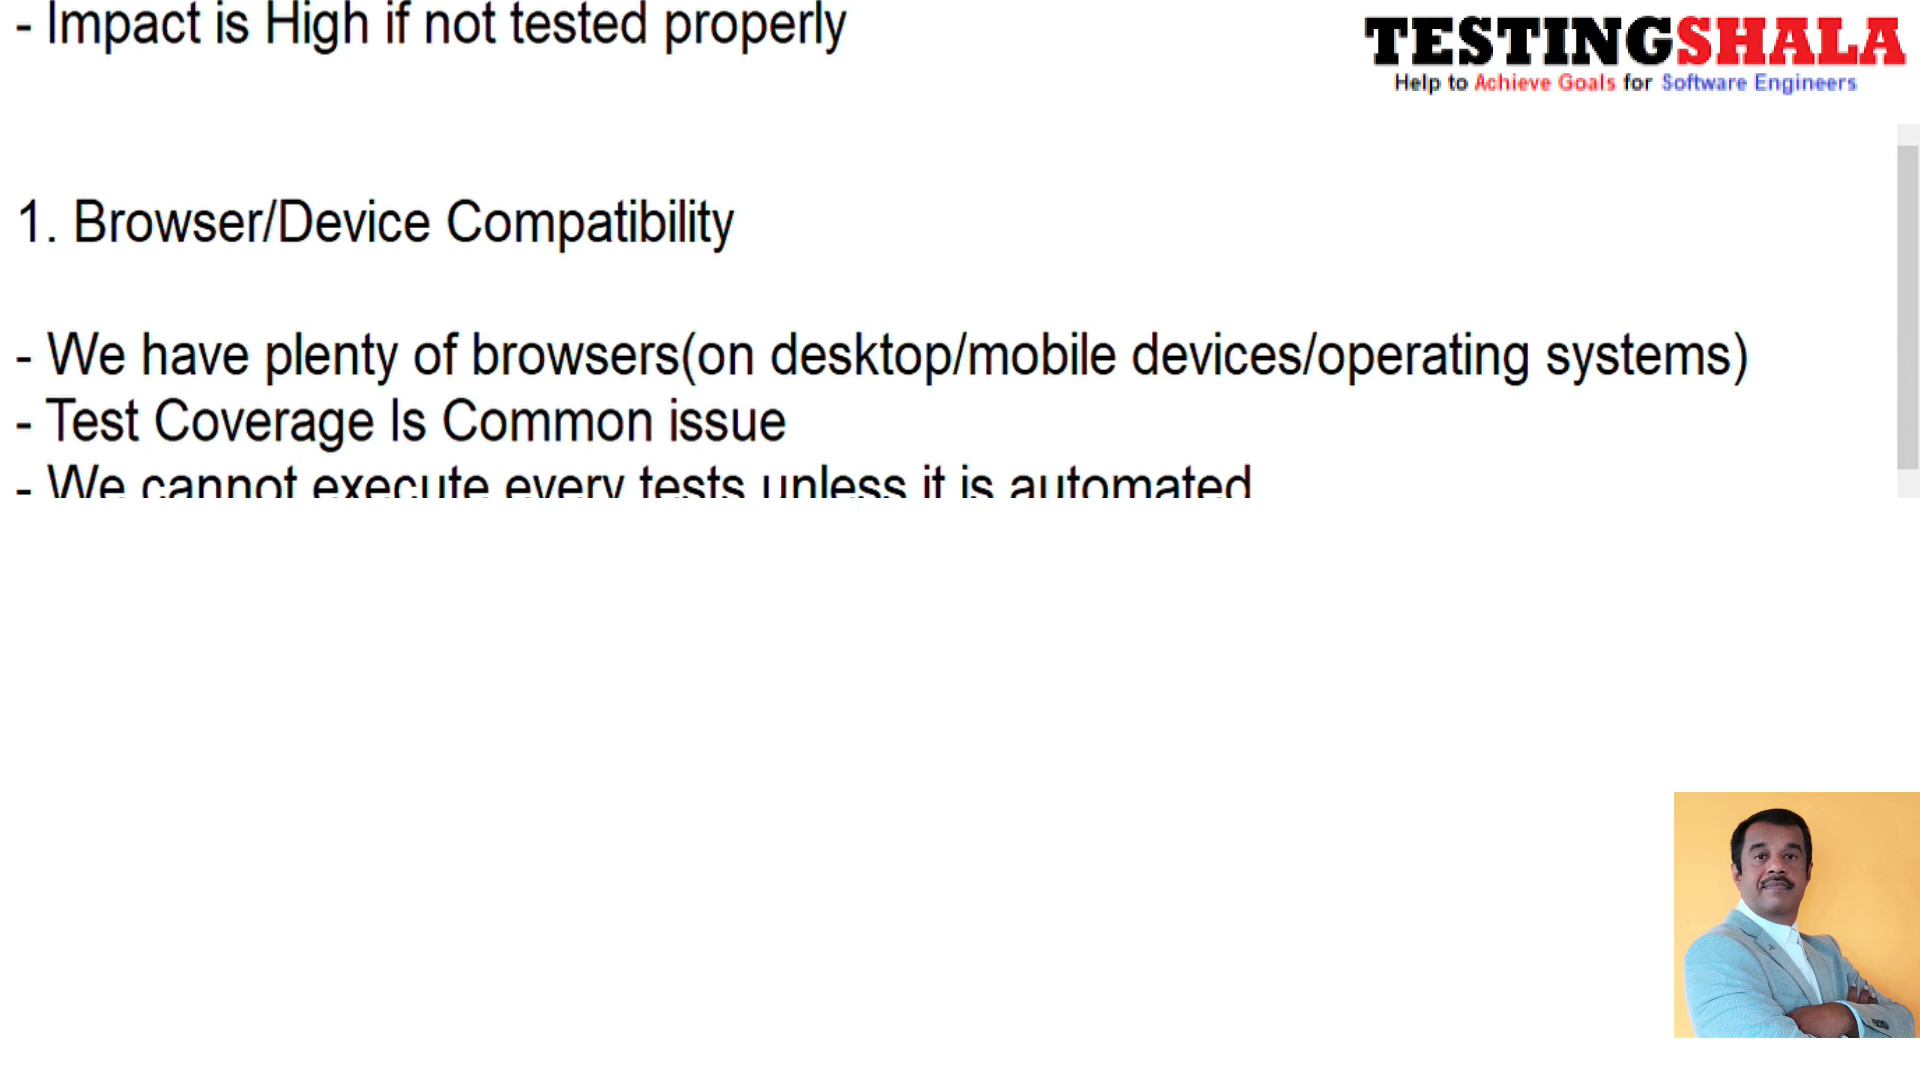 - Impact is High if not tested properly
TESTINGSHALA
Help to Achieve Goals for Software Engineers
1. Browser/Device Compatibility
- We have plenty of browsers(on desktop/mobile devices/operating systems)
- Test Coverage Is Common issue
- We cannot execute every tests unless it is automated